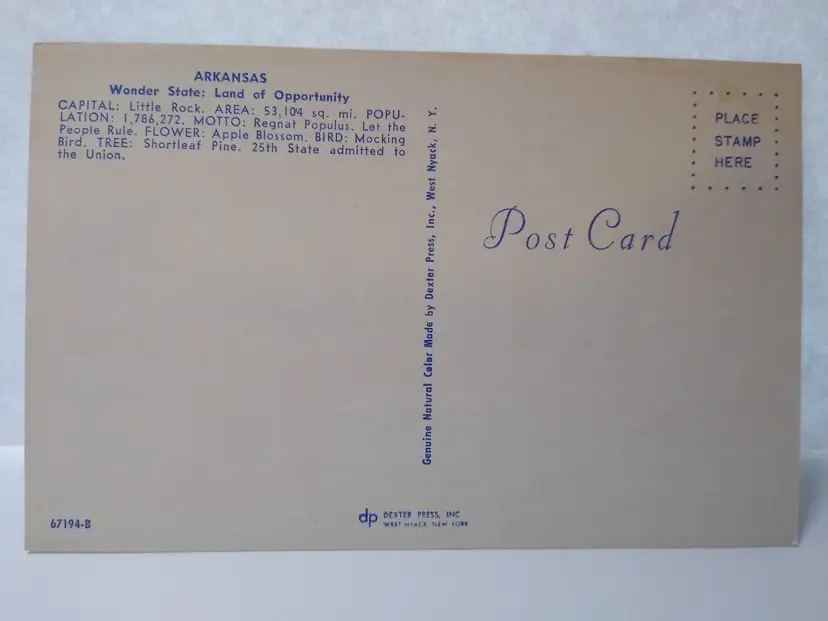 ARKANSAS
Wonder State: Land of Opportunity
CAPITAL: Little Rock. AREA: 53,104 sq. mi. POPU-
LATION: 1,786,272. MOTTO: Regnat Populus. Let the
People Rule. FLOWER: Apple Blossom. BIRD: Mocking
Bird. TREE: Shortleaf Pine. 25th State admitted to
the Union.
Genuine Natural Color Made by Dexter Press, Inc., West Nyack, N. Y.
PLACE
STAMP
HERE
Post Card
67194-B
dp DEXTER PRESS, INC
WEST NYACK NEW YORK